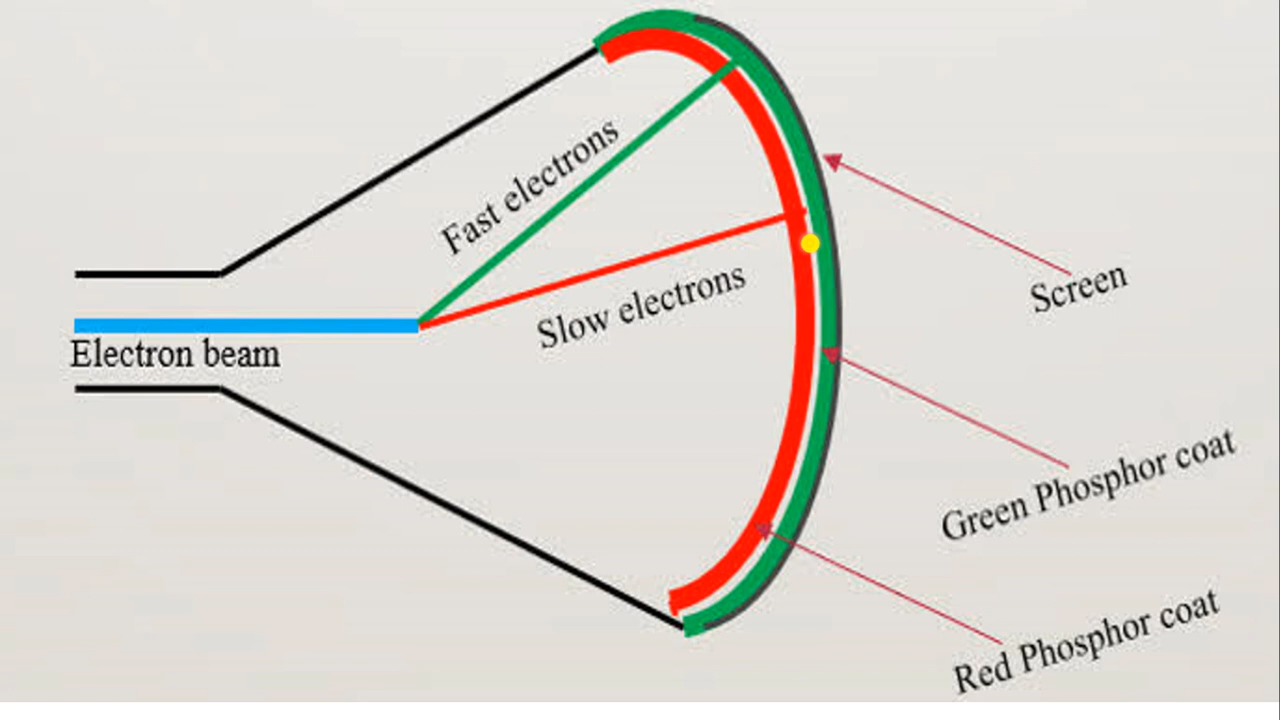 Fast electrons
Slow electrons
Electron beam
Screen
Green Phosphor coat
Red Phosphor coat